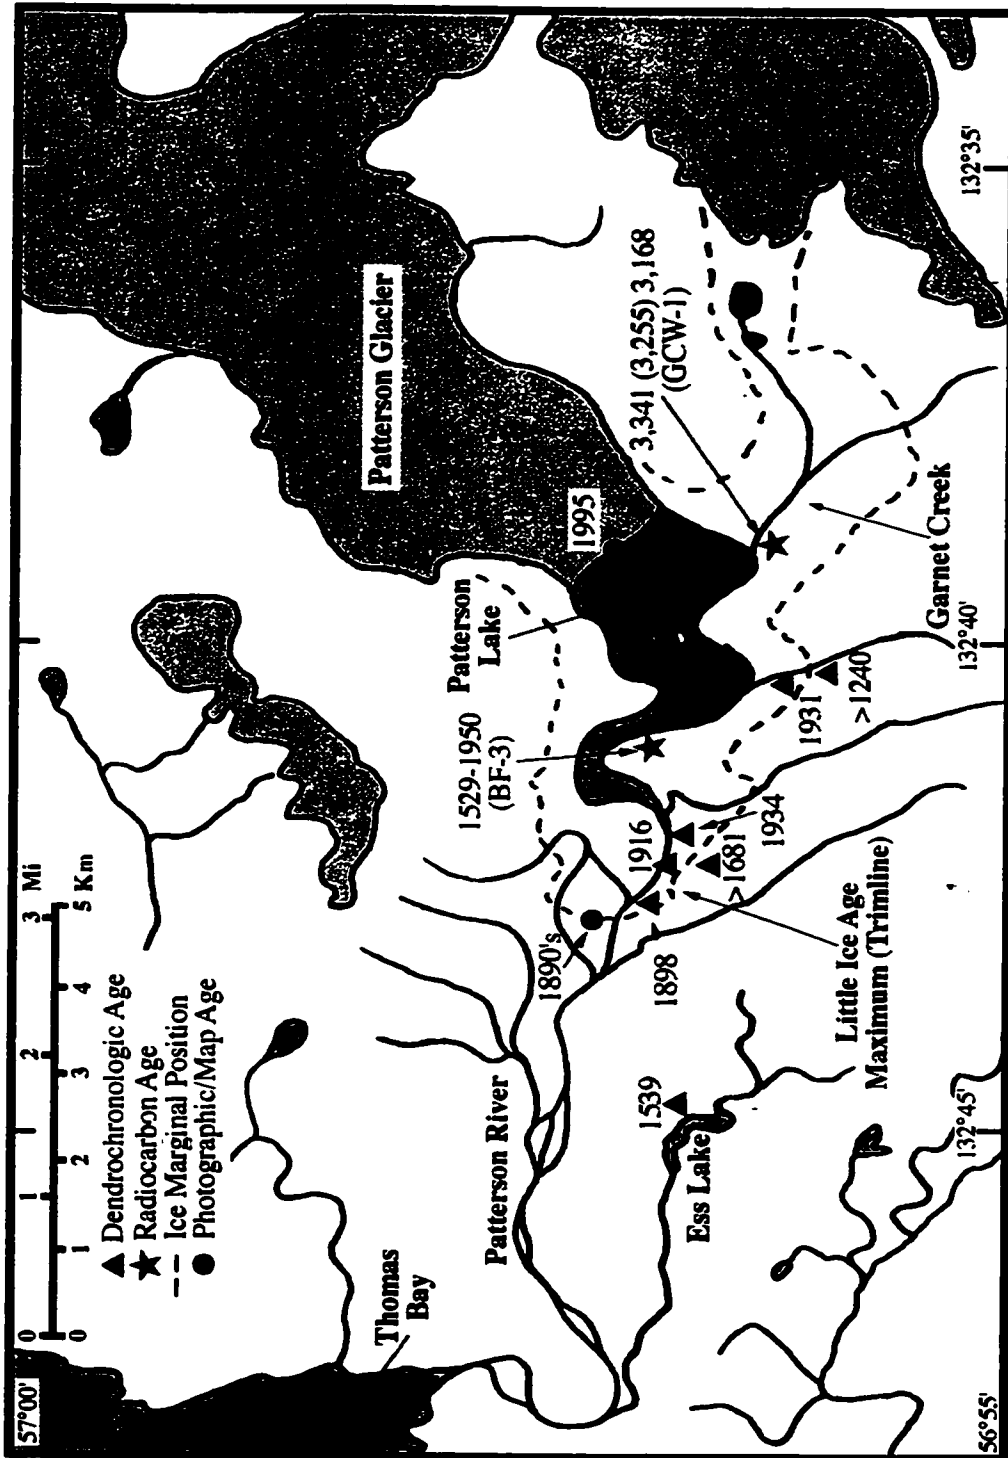 57°00'
0 1 2 3 Mi
0 1 2 3 4 5 Km
Dendrochronologic Age
Radiocarbon Age
Ice Marginal Position
Photographic/Map Age
Thomas
Bay
Patterson Glacier
1995
Patterson
Lake
1529-1950
(BF-3)
3,341 (3,255) 3,168
(GCW-1)
Patterson River
1890's
1916
1898
1539
Ess Lake
>1681
1934
1931
>1240
Garnet Creek
Little Ice Age
Maximum (Trimline)
56°55'
132°45'
132°40'
132°35'